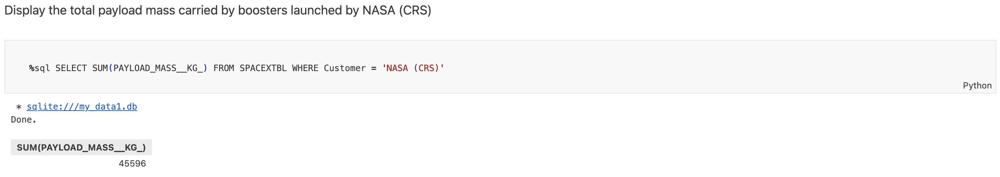 Display the total payload mass carried by boosters launched by NASA (CRS)
%sql SELECT SUM(PAYLOAD_MASS__KG_) FROM SPACEXTBL WHERE Customer = 'NASA (CRS)'
Python
* sqlite:///my_data1.db
Done.
SUM(PAYLOAD_MASS__KG_)
45596